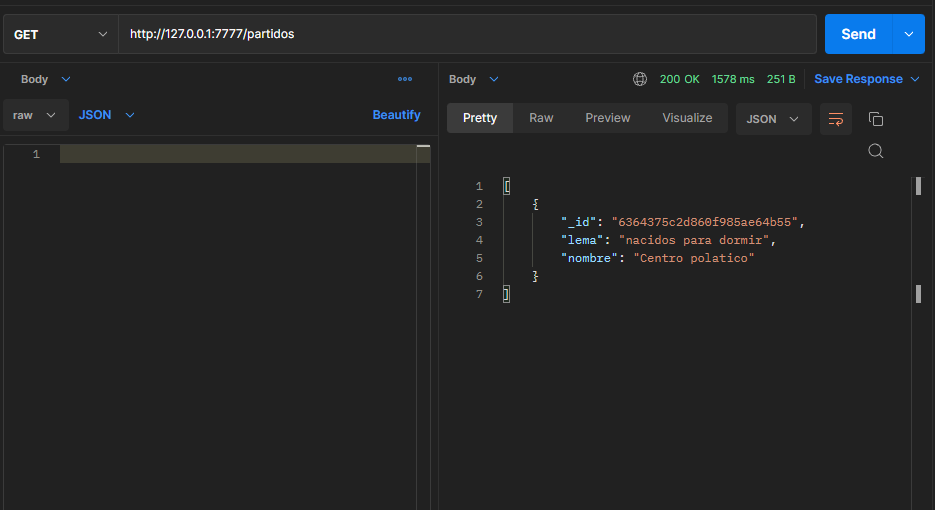 GET http://127.0.0.1:7777/partidos Send
Body
raw JSON Beautify
1
Body 200 OK 1578 ms 251 B Save Response
Pretty Raw Preview Visualize JSON
1 [
2 {
3 "_id": "6364375c2d860f985ae64b55",
4 "lema": "nacidos para dormir",
5 "nombre": "Centro polatico"
6 }
7 ]